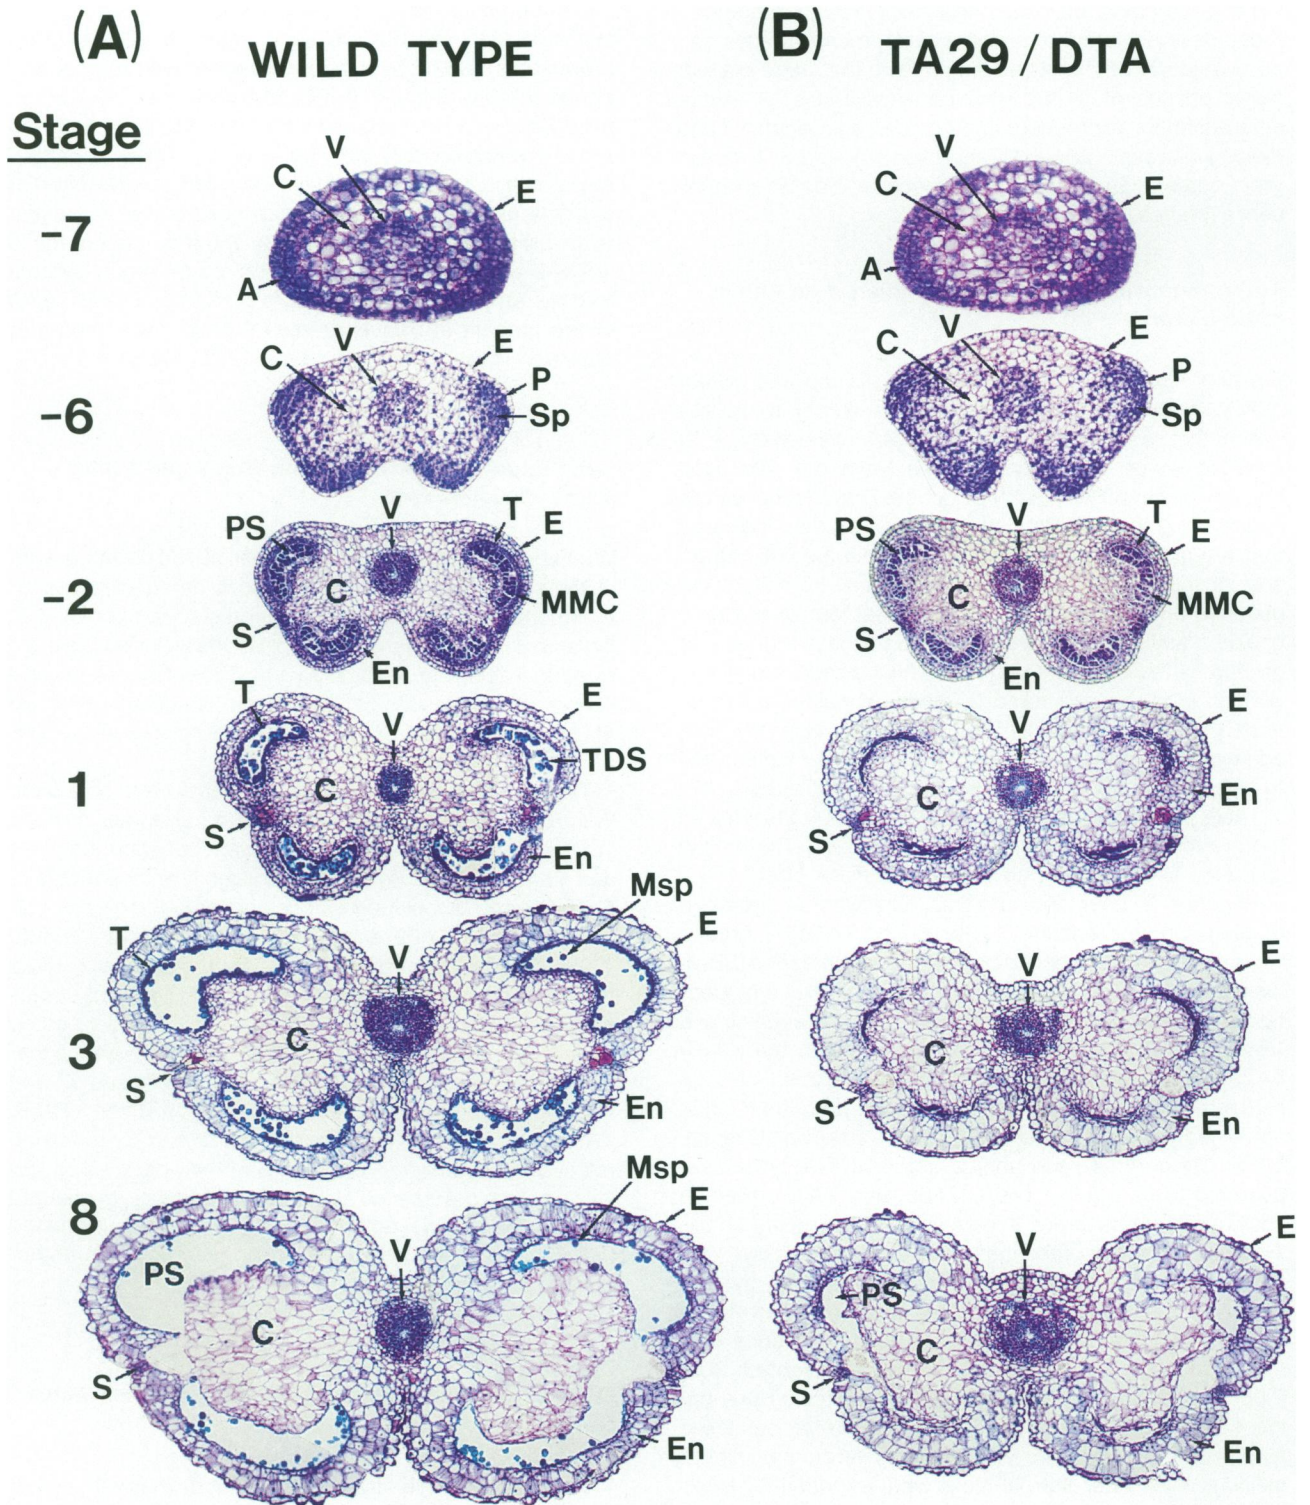 (A) (B)
WILD TYPE TA29/DTA
Stage
V V
C E C E
-7
A A
V E V E
C P C P
-6
Sp Sp
V T V T
PS E PS E
-2
C MMC C MMC
S S
En En
T V E V E
TDS
1
C C En
S S
En
Msp
T V E V E
3
C C
S En S En
Msp
8
E E
V V
PS PS
C C
S S
En En